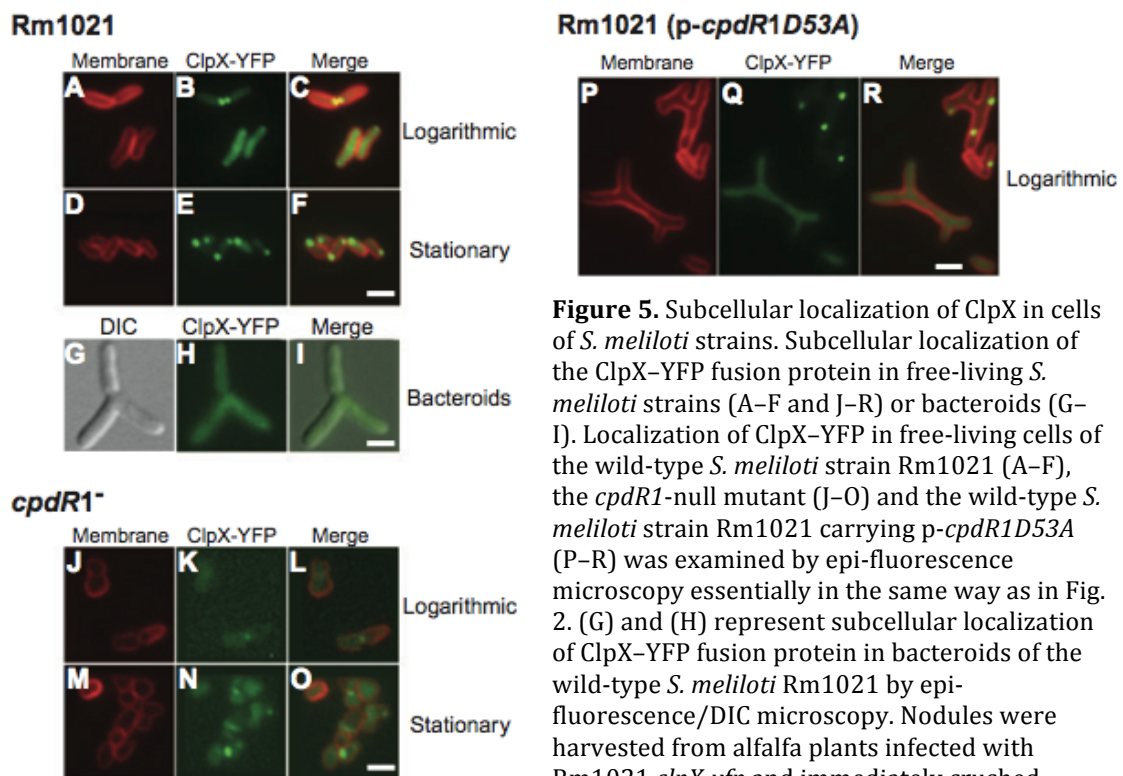 Rm1021
Membrane ClpX-YFP Merge
A B C
Logarithmic
D E F
Stationary
DIC ClpX-YFP Merge
G H I
Bacteroids
cpdR1-
Membrane ClpX-YFP Merge
J K L
Logarithmic
M N O
Stationary
Rm1021 (p-cpdR1D53A)
Membrane ClpX-YFP Merge
P Q R
Logarithmic
Figure 5. Subcellular localization of ClpX in cells
of S. meliloti strains. Subcellular localization of
the ClpX–YFP fusion protein in free-living S.
meliloti strains (A–F and J–R) or bacteroids (G–
I). Localization of ClpX–YFP in free-living cells of
the wild-type S. meliloti strain Rm1021 (A–F),
the cpdR1-null mutant (J–O) and the wild-type S.
meliloti strain Rm1021 carrying p-cpdR1D53A
(P–R) was examined by epi-fluorescence
microscopy essentially in the same way as in Fig.
2. (G) and (H) represent subcellular localization
of ClpX–YFP fusion protein in bacteroids of the
wild-type S. meliloti Rm1021 by epi-
fluorescence/DIC microscopy. Nodules were
harvested from alfalfa plants infected with
Rm1021 clpX-yfp and immediately crushed